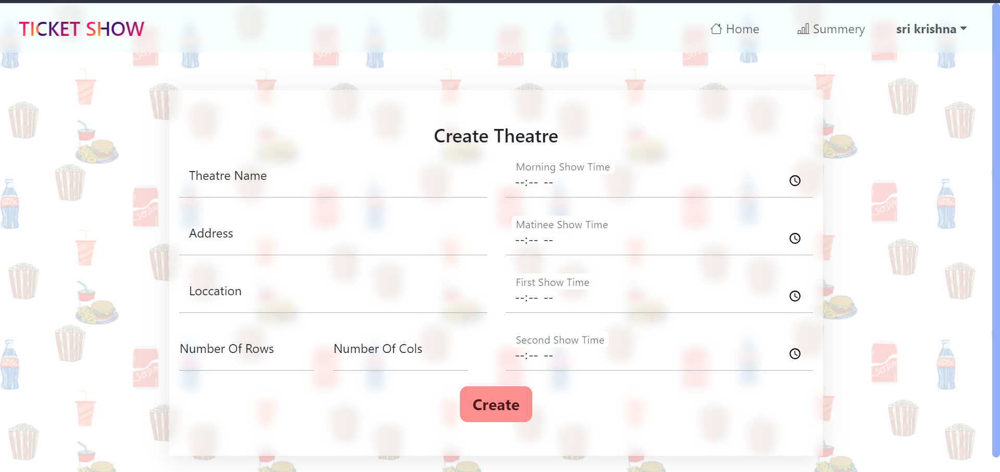 TICKET SHOW
Home
Summery
sri krishna
Create Theatre
Theatre Name
Morning Show Time
--:-- --
Address
Matinee Show Time
--:-- --
Loccation
First Show Time
--:-- --
Number Of Rows
Number Of Cols
Second Show Time
--:-- --
Create